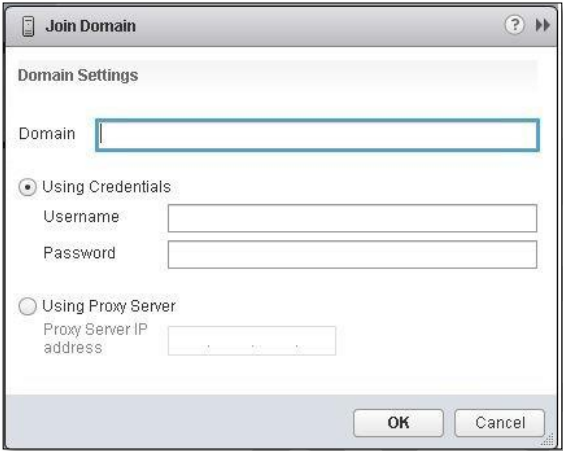 Join Domain ?
Domain Settings
Domain
Using Credentials
Username
Password
Using Proxy Server
Proxy Server IP
address . . .
OK Cancel